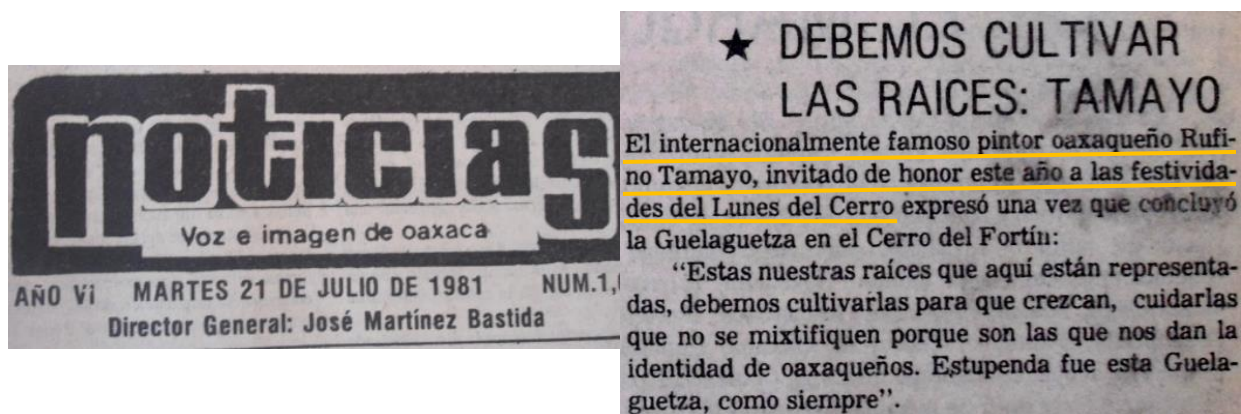 noticias
Voz e imagen de oaxaca
AÑO VI MARTES 21 DE JULIO DE 1981 NUM.1,
Director General: José Martínez Bastida
★ DEBEMOS CULTIVAR
LAS RAICES: TAMAYO
El internacionalmente famoso pintor oaxaqueño Rufi-
no Tamayo, invitado de honor este año a las festivida-
des del Lunes del Cerro expresó una vez que concluyó
la Guelaguetza en el Cerro del Fortín:
“Estas nuestras raíces que aquí están representa-
das, debemos cultivarlas para que crezcan, cuidarlas
que no se mixtifiquen porque son las que nos dan la
identidad de oaxaqueños. Estupenda fue esta Guela-
guetza, como siempre”.